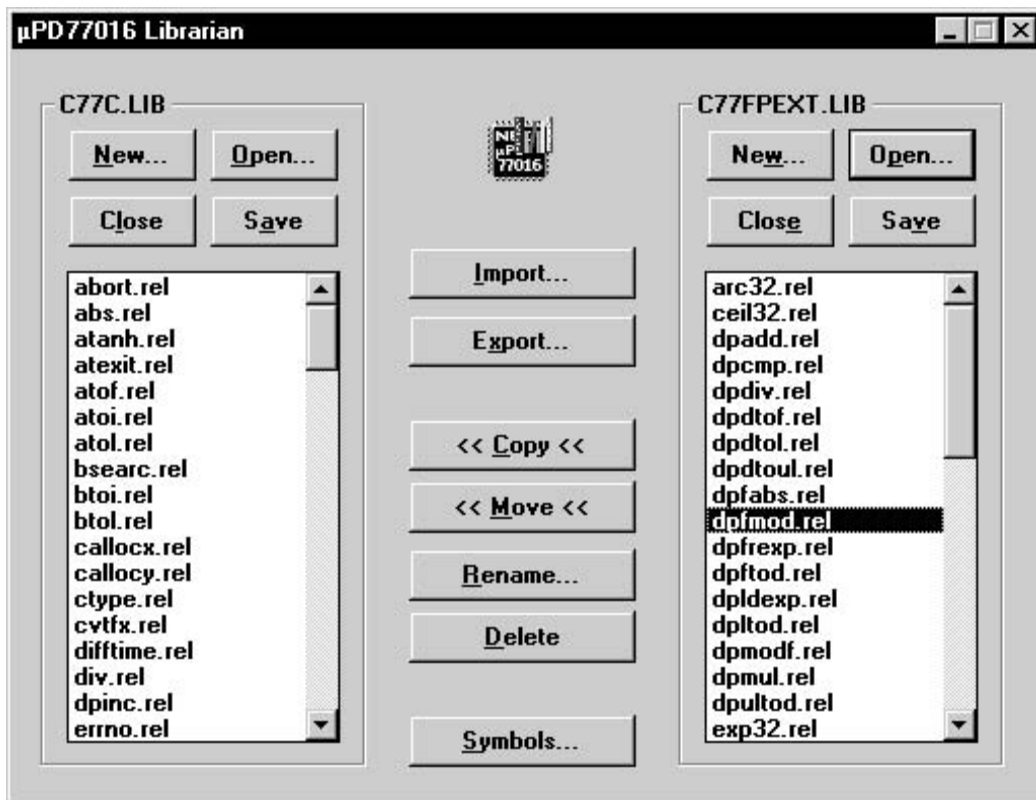 µPD77016 Librarian
C77C.LIB
New...
Open...
Close
Save
abort.rel
abs.rel
atanh.rel
atexit.rel
atof.rel
atoi.rel
atol.rel
bsearc.rel
btoi.rel
btol.rel
callocx.rel
callocy.rel
ctype.rel
cvtfx.rel
difftime.rel
div.rel
dpinc.rel
errno.rel
77016
Import...
Export...
<< Copy <<
<< Move <<
Rename...
Delete
Symbols...
C77FPEXT.LIB
New...
Open...
Close
Save
arc32.rel
ceil32.rel
dpadd.rel
dpcmp.rel
dpdiv.rel
dpdtof.rel
dpdtol.rel
dpdtoul.rel
dpfabs.rel
dpfmod.rel
dpfrexp.rel
dpftod.rel
dpldexp.rel
dpltod.rel
dpmodf.rel
dpmul.rel
dpultod.rel
exp32.rel